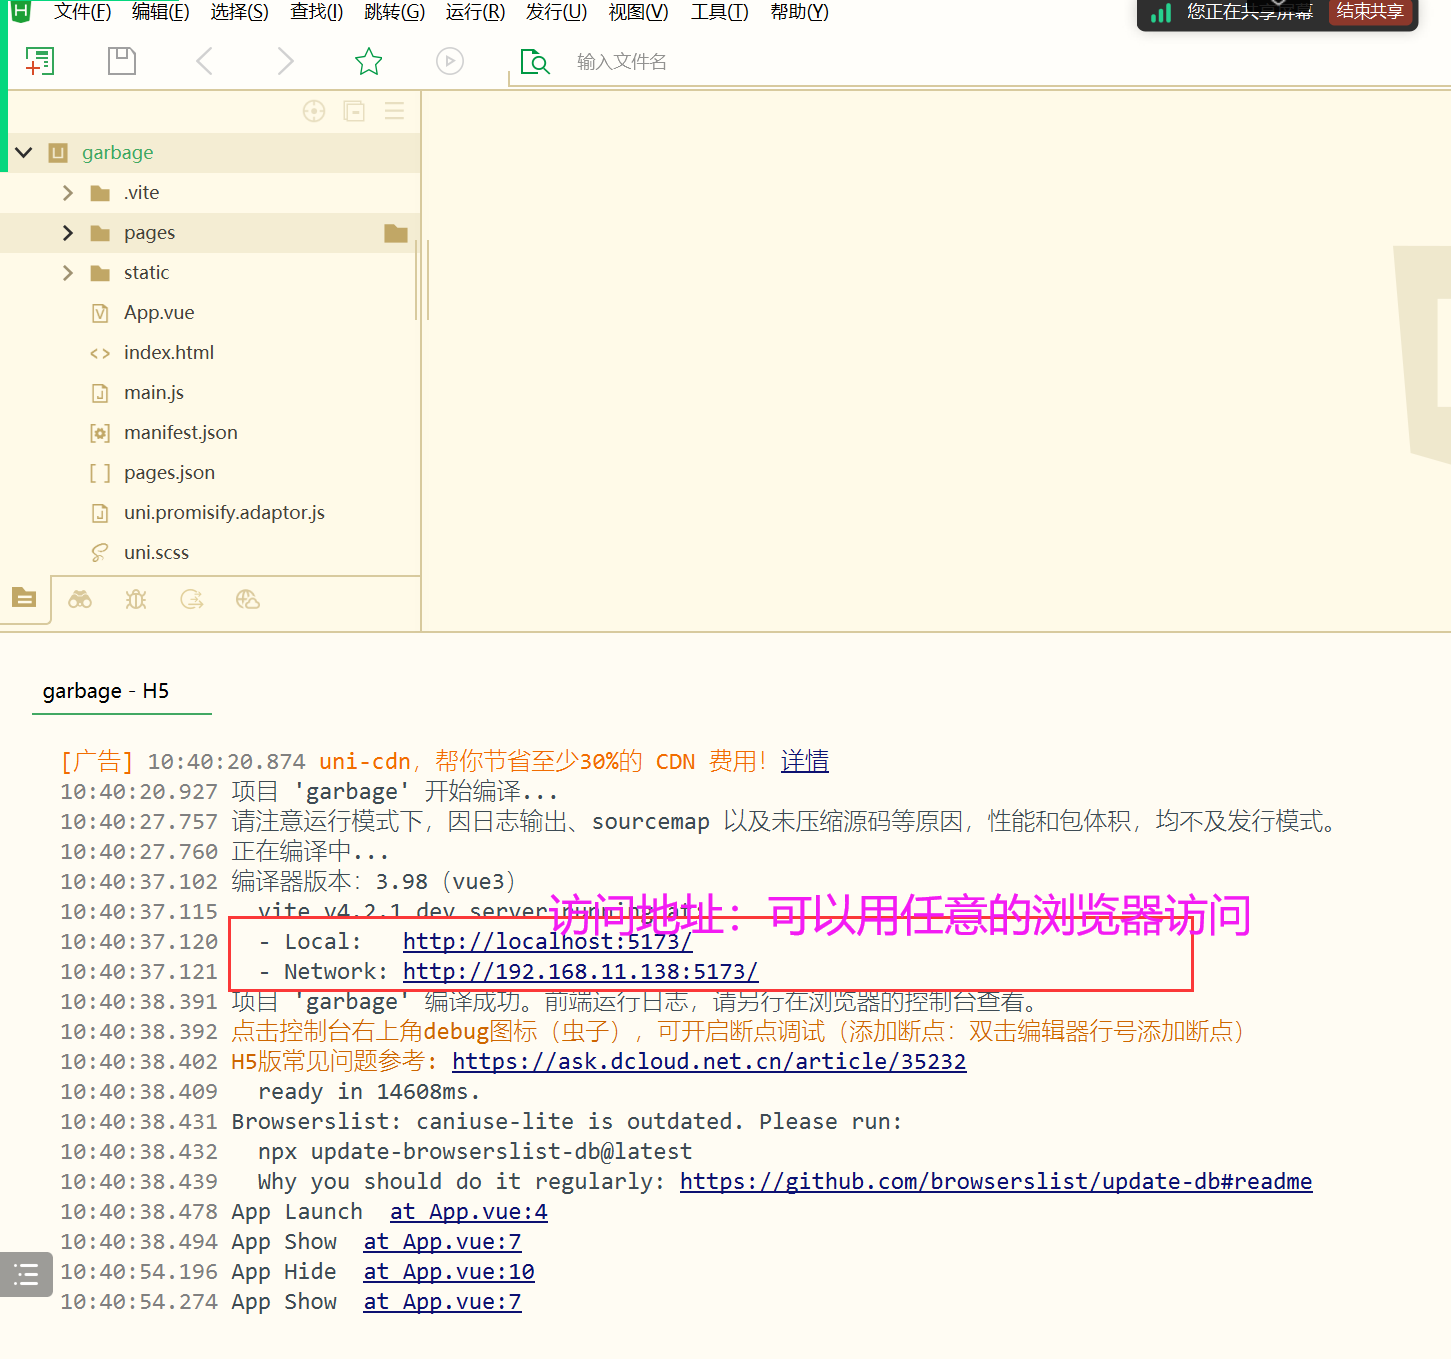 文件(F) 编辑(E) 选择(S) 查找(I) 跳转(G) 运行(R) 发行(U) 视图(V) 工具(T) 帮助(Y)
您正在共享屏幕 结束共享
输入文件名
garbage
.vite
pages
static
App.vue
index.html
main.js
manifest.json
pages.json
uni.promisify.adaptor.js
uni.scss
garbage - H5
[广告] 10:40:20.874 uni-cdn，帮你节省至少30%的 CDN 费用！详情
10:40:20.927 项目 'garbage' 开始编译...
10:40:27.757 请注意运行模式下，因日志输出、sourcemap 以及未压缩源码等原因，性能和包体积，均不及发行模式。
10:40:27.760 正在编译中...
10:40:37.102 编译器版本：3.98（vue3）
访问地址：可以用任意的浏览器访问
10:40:37.115 vite v4.2.1 dev server running at:
10:40:37.120 - Local: http://localhost:5173/
10:40:37.121 - Network: http://192.168.11.138:5173/
10:40:38.391 项目 'garbage' 编译成功。前端运行日志，请另行在浏览器的控制台查看。
10:40:38.392 点击控制台右上角debug图标（虫子），可开启断点调试（添加断点：双击编辑器行号添加断点）
10:40:38.402 H5版常见问题参考: https://ask.dcloud.net.cn/article/35232
10:40:38.409 ready in 14608ms.
10:40:38.431 Browserslist: caniuse-lite is outdated. Please run:
10:40:38.432 npx update-browserslist-db@latest
10:40:38.439 Why you should do it regularly: https://github.com/browserslist/update-db#readme
10:40:38.478 App Launch at App.vue:4
10:40:38.494 App Show at App.vue:7
10:40:54.196 App Hide at App.vue:10
10:40:54.274 App Show at App.vue:7